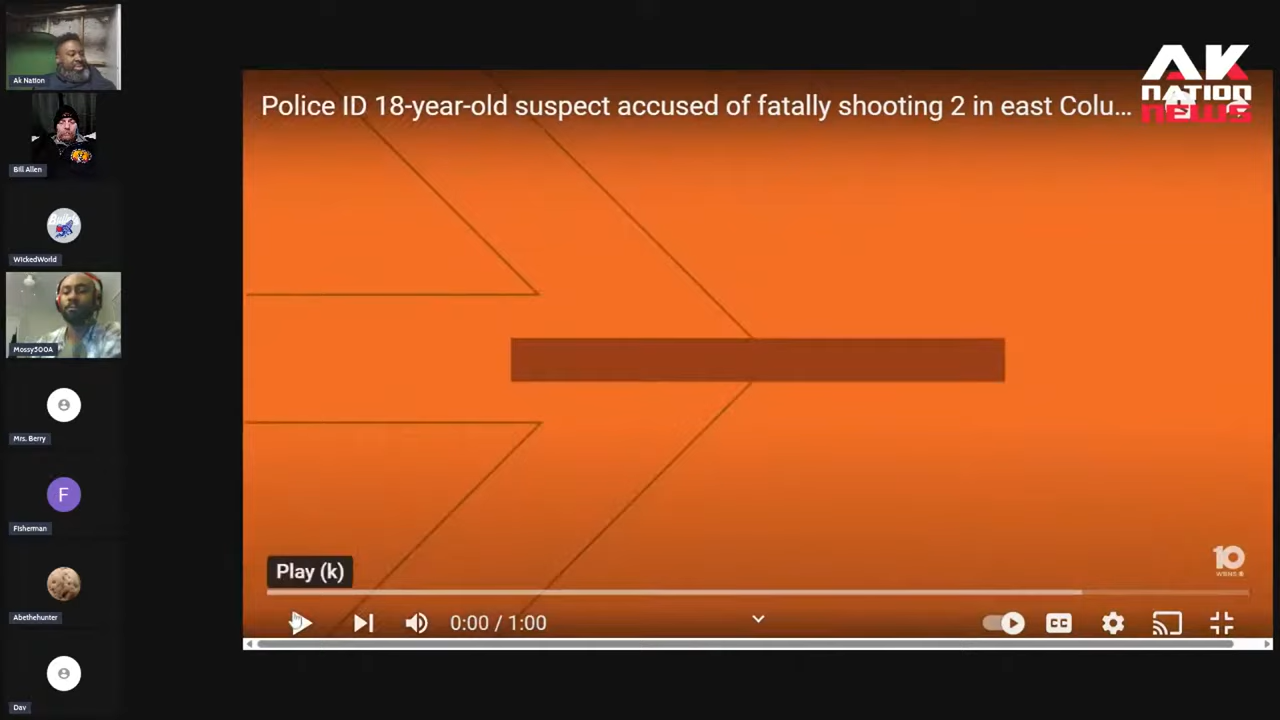 Ak Nation
Bill Allen
WickedWorld
Mossy500A
Mrs. Berry
F
Fisherman
Abethehunter
Dav
Police ID 18-year-old suspect accused of fatally shooting 2 in east Colu...
AK
NATION
NEWS
10
WBNS
Play (k)
0:00 / 1:00
CC